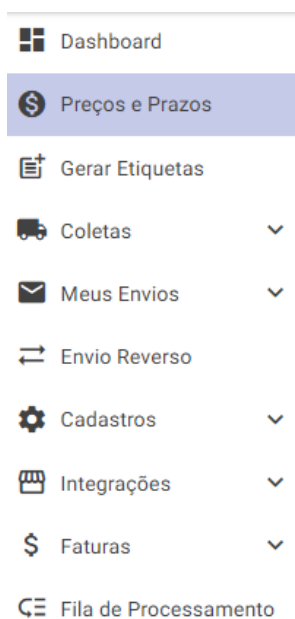 Dashboard
Preços e Prazos
Gerar Etiquetas
Coletas
Meus Envios
Envio Reverso
Cadastros
Integrações
Faturas
Fila de Processamento